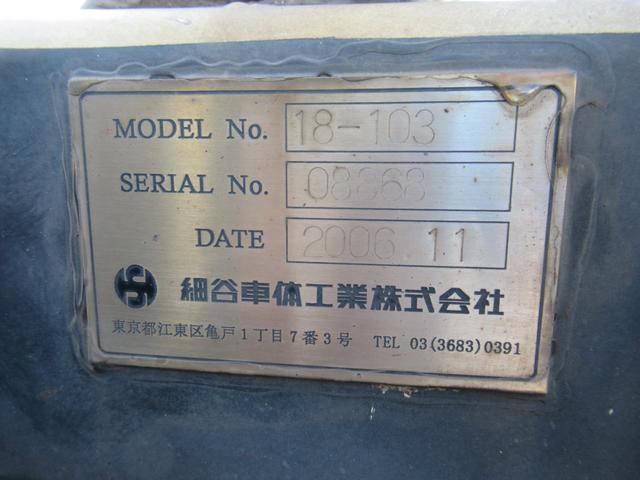 MODEL No. 18-103
SERIAL No. 08868
DATE 2006.11
細谷車体工業株式会社
東京都江東区亀戸1丁目7番3号 TEL 03(3683)0391